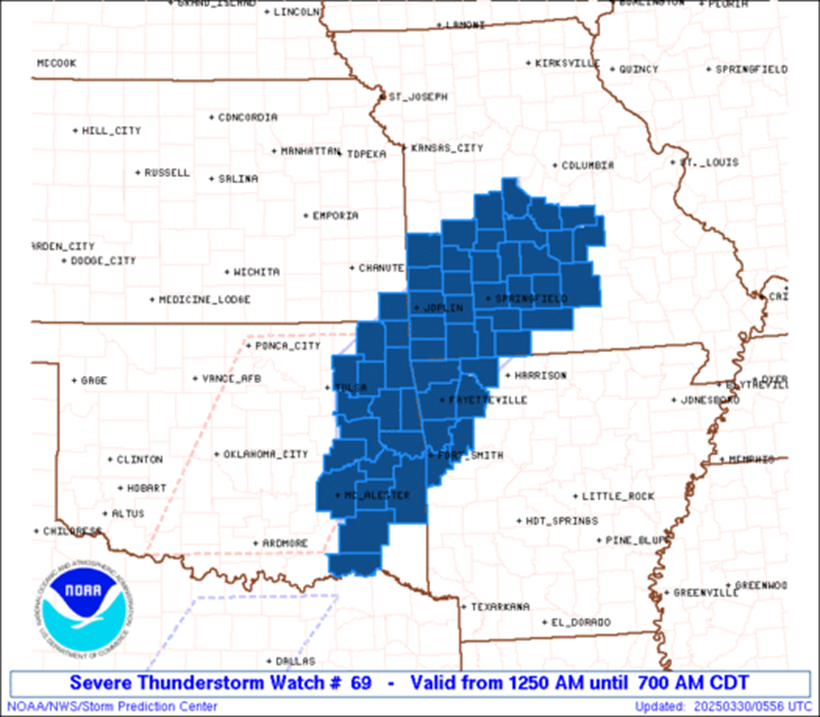 GRAND_ISLAND
LINCOLN
LAMONI
BURLINGTON
PEORIA
MCCOOK
KIRKSVILLE
QUINCY
SPRINGFIELD
ST_JOSEPH
CONCORDIA
HILL_CITY
MANHATTAN
TOPEKA
KANSAS_CITY
COLUMBIA
ST._LOUIS
RUSSELL
SALINA
EMPORIA
ARDEN_CITY
DODGE_CITY
WICHITA
CHANUTE
MEDICINE_LODGE
JOPLIN
SPRINGFIELD
CAI
PONCA_CITY
GAGE
VANCE_AFB
TULSA
HARRISON
FAYETTEVILLE
JONESBORO
BLYTHEVILL
DYER
CLINTON
OKLAHOMA_CITY
FORT_SMITH
MEMPHIS
HOBART
MC_ALESTER
LITTLE_ROCK
ALTUS
HOT_SPRINGS
CHILDRESS
ARDMORE
PINE_BLUFF
NOAA
NATIONAL OCEANIC AND ATMOSPHERIC ADMINISTRATION
U.S. DEPARTMENT OF COMMERCE
GREENVILLE
GREENWOO
TEXARKANA
EL_DORADO
DALLAS
Severe Thunderstorm Watch # 69 - Valid from 1250 AM until 700 AM CDT
NOAA/NWS/Storm Prediction Center
Updated: 20250330/0556 UTC